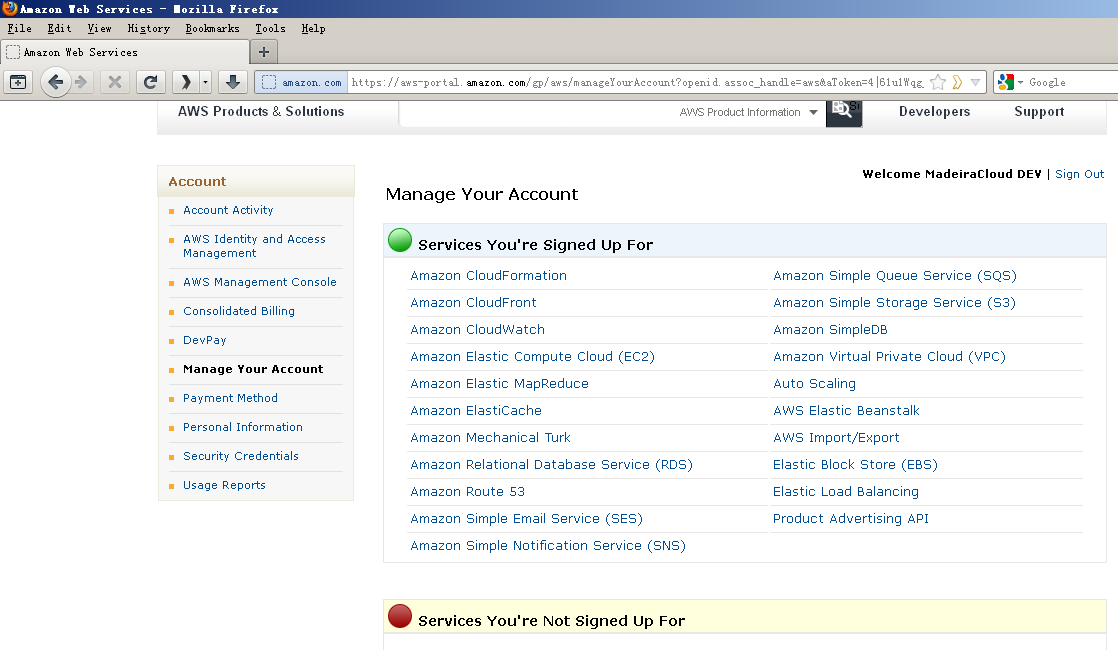 Amazon Web Services - Mozilla Firefox
File Edit View History Bookmarks Tools Help
Amazon Web Services
amazon.com https://aws-portal.amazon.com/gp/aws/manageYourAccount?openid.assoc_handle=aws&aToken=4|61u1Wqg Google
AWS Products & Solutions AWS Product Information Developers Support
Welcome MadeiraCloud DEV | Sign Out
Account
Account Activity
AWS Identity and Access
Management
AWS Management Console
Consolidated Billing
DevPay
Manage Your Account
Payment Method
Personal Information
Security Credentials
Usage Reports
Manage Your Account
Services You're Signed Up For
Amazon CloudFormation Amazon Simple Queue Service (SQS)
Amazon CloudFront Amazon Simple Storage Service (S3)
Amazon CloudWatch Amazon SimpleDB
Amazon Elastic Compute Cloud (EC2) Amazon Virtual Private Cloud (VPC)
Amazon Elastic MapReduce Auto Scaling
Amazon ElastiCache AWS Elastic Beanstalk
Amazon Mechanical Turk AWS Import/Export
Amazon Relational Database Service (RDS) Elastic Block Store (EBS)
Amazon Route 53 Elastic Load Balancing
Amazon Simple Email Service (SES) Product Advertising API
Amazon Simple Notification Service (SNS)
Services You're Not Signed Up For